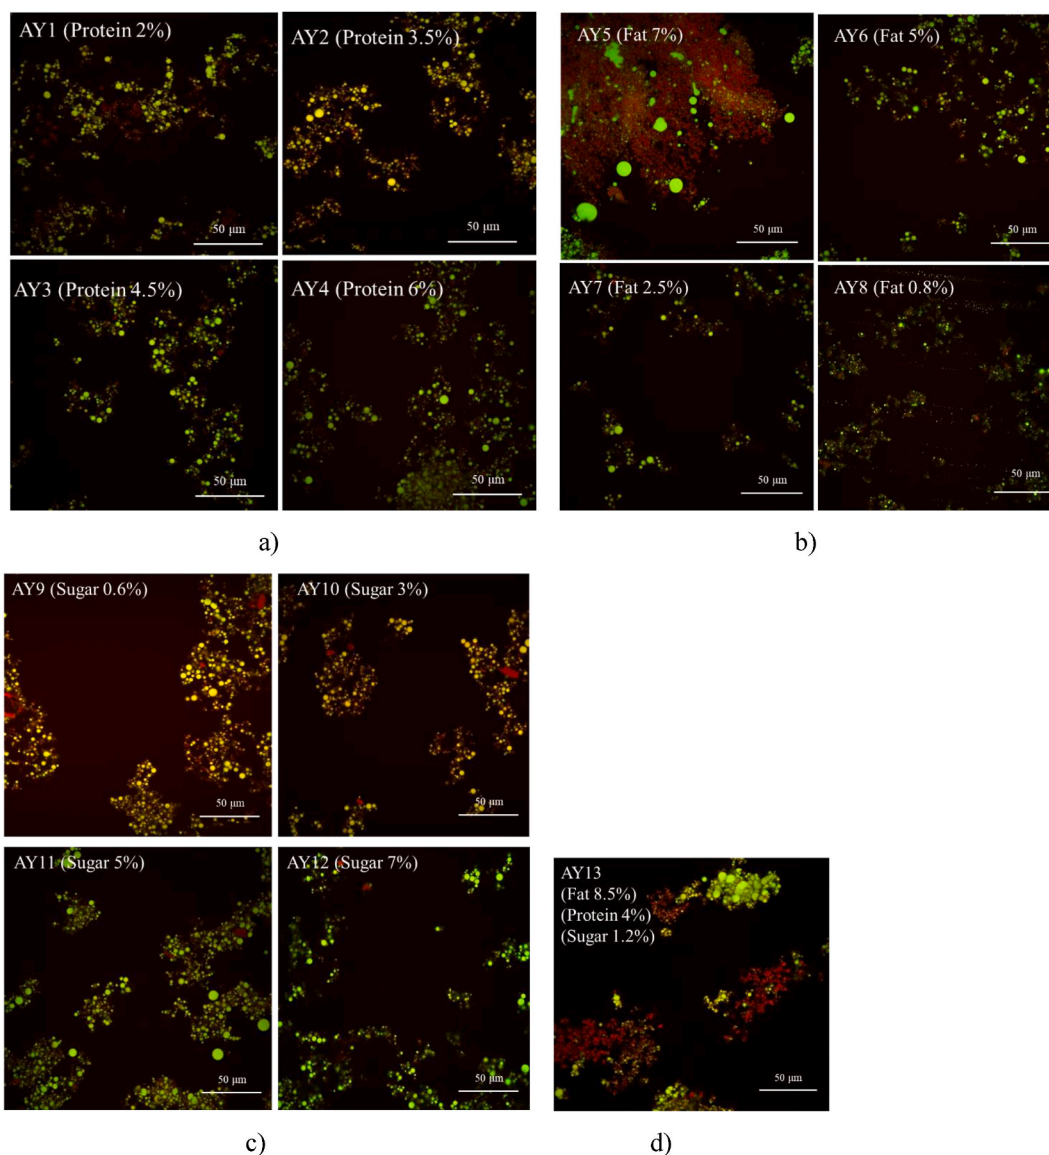 AY1 (Protein 2%)
AY2 (Protein 3.5%)
50 μm
50 μm
AY3 (Protein 4.5%)
AY4 (Protein 6%)
50 μm
50 μm
a)
AY5 (Fat 7%)
AY6 (Fat 5%)
50 μm
50 μm
AY7 (Fat 2.5%)
AY8 (Fat 0.8%)
50 μm
50 μm
b)
AY9 (Sugar 0.6%)
AY10 (Sugar 3%)
50 μm
50 μm
AY11 (Sugar 5%)
AY12 (Sugar 7%)
50 μm
50 μm
c)
AY13
(Fat 8.5%)
(Protein 4%)
(Sugar 1.2%)
50 μm
d)